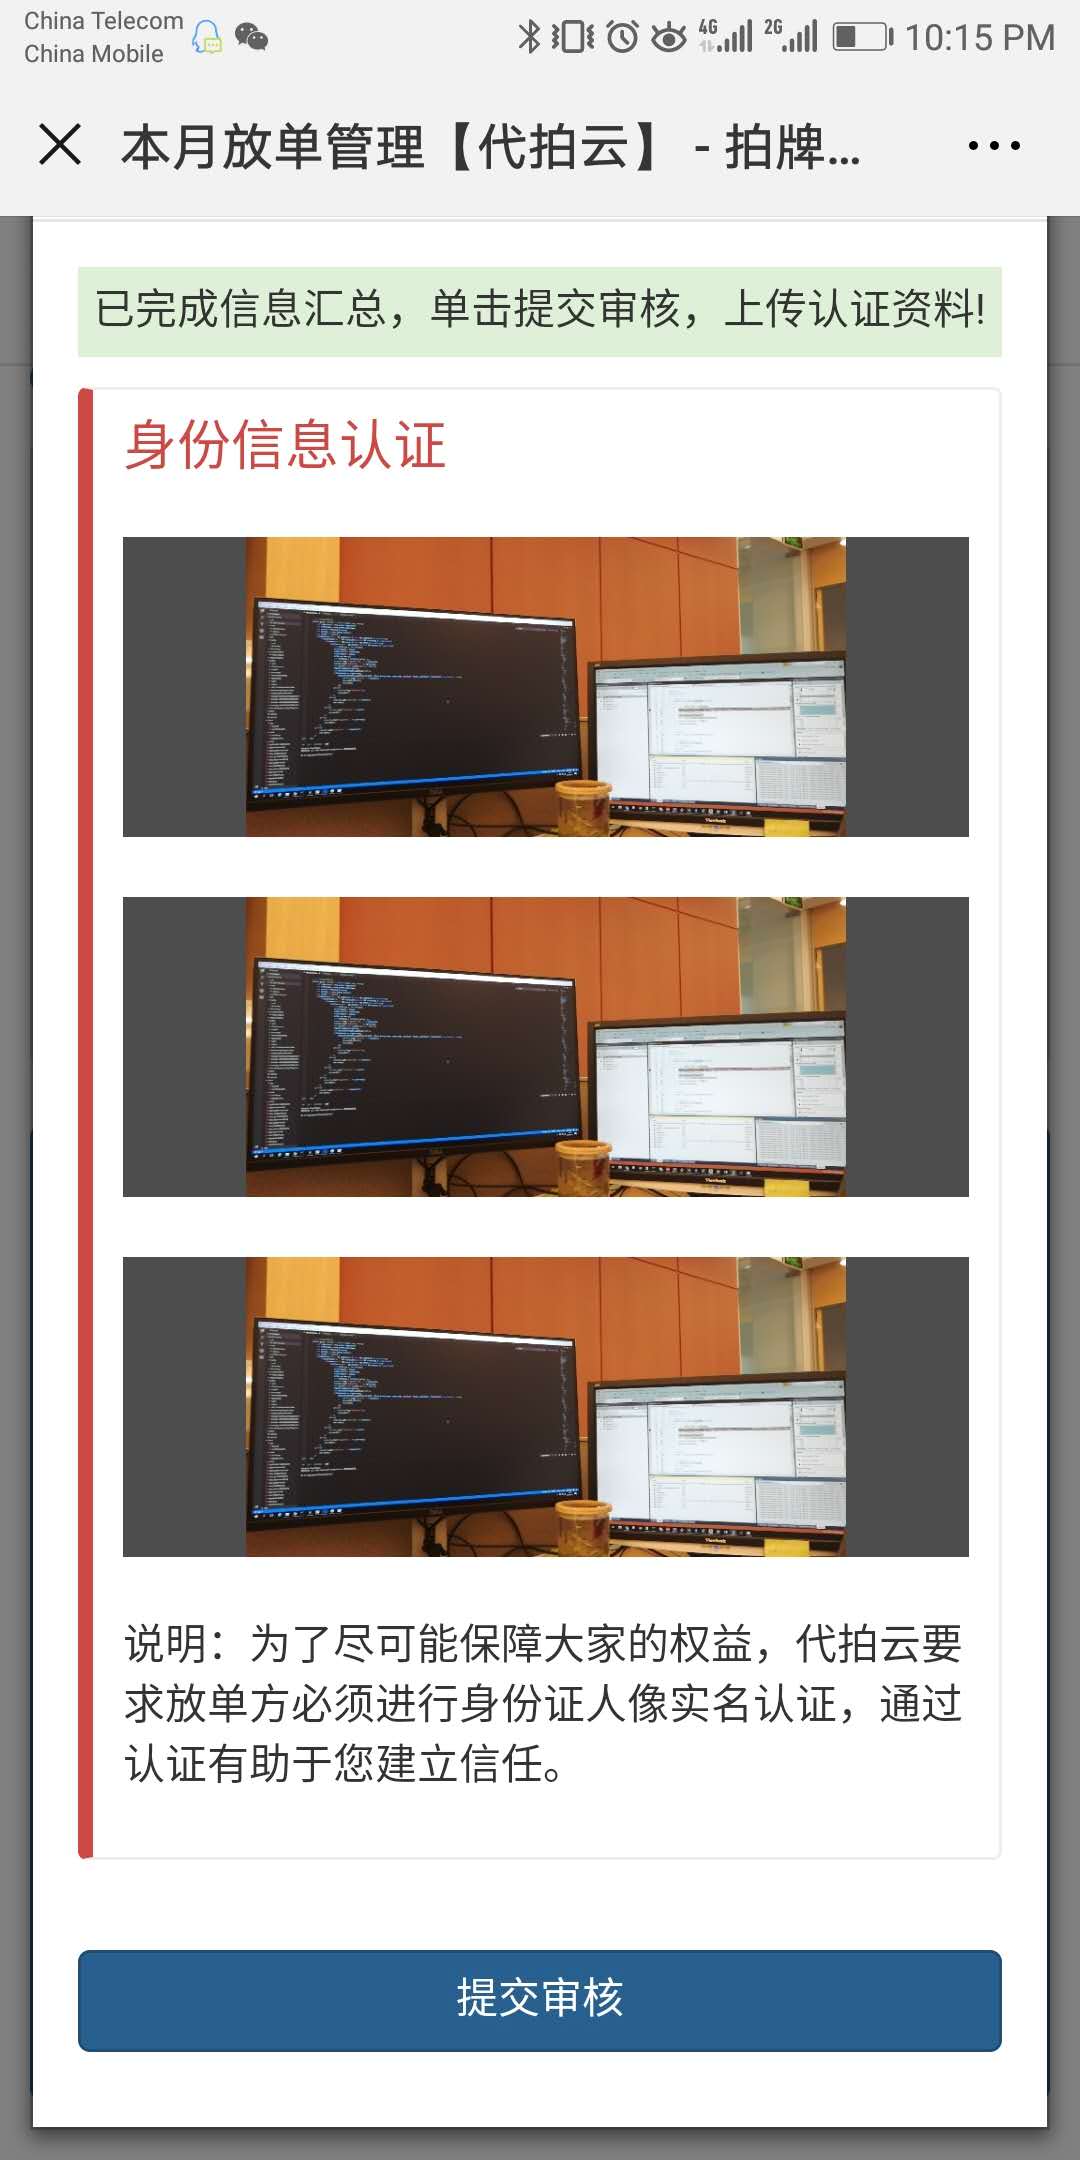 China Telecom
China Mobile
4G
2G
10:15 PM
本月放单管理【代拍云】 - 拍牌...
已完成信息汇总，单击提交审核，上传认证资料!
身份信息认证
说明：为了尽可能保障大家的权益，代拍云要
求放单方必须进行身份证人像实名认证，通过
认证有助于您建立信任。
提交审核